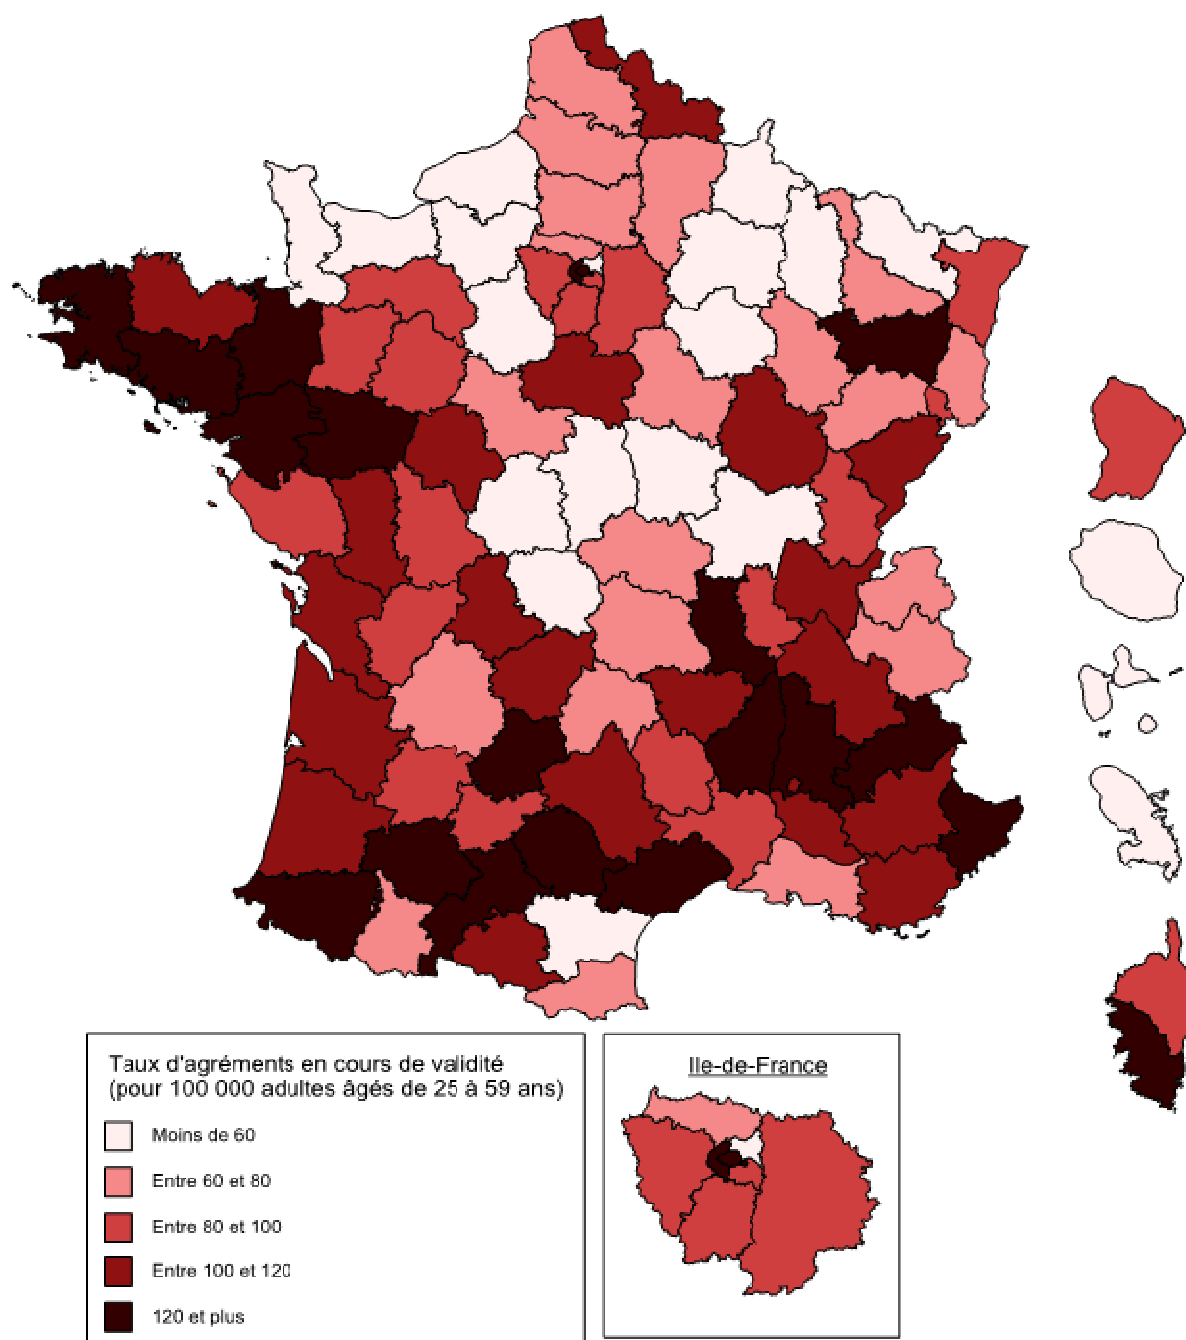 Taux d'agréments en cours de validité
(pour 100 000 adultes âgés de 25 à 59 ans)
Moins de 60
Entre 60 et 80
Entre 80 et 100
Entre 100 et 120
120 et plus
Ile-de-France